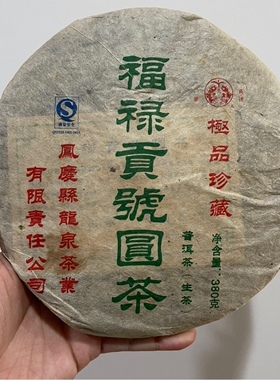 極品珍藏
净含量:380克
普洱茶 生茶
福祿貢號圓茶
鳳慶縣龍泉茶業
有限責任公司